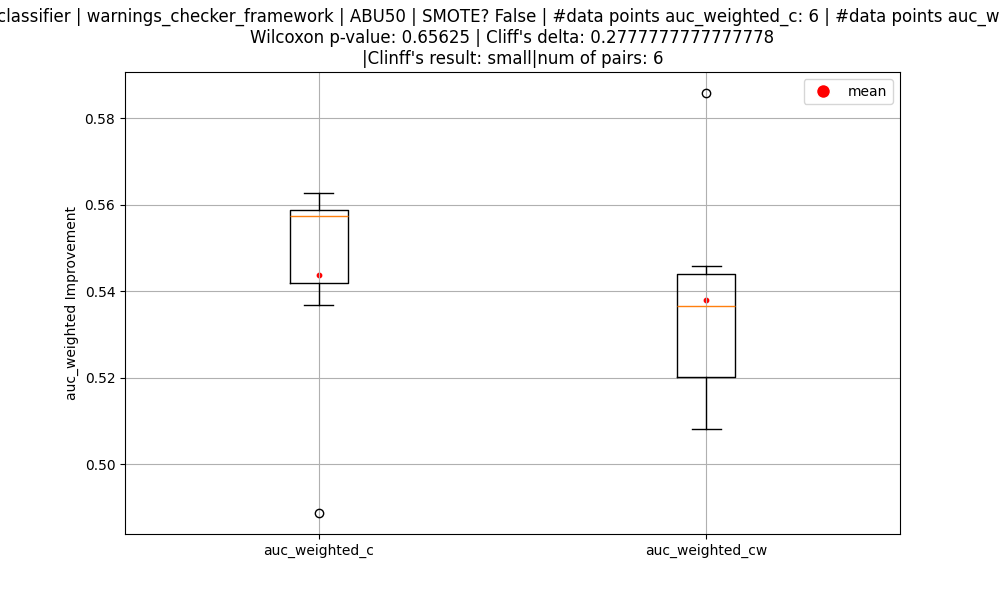 classifier | warnings_checker_framework | ABU50 | SMOTE? False | #data points auc_weighted_c: 6 | #data points
Wilcoxon p-value: 0.65625 | Cliff's delta: 0.2777777777777778
|Clinff's result: small|num of pairs: 6
mean
0.58
0.56
0.54
0.52
0.50
auc_weighted Improvement
auc_weighted_c
auc_weighted_cw